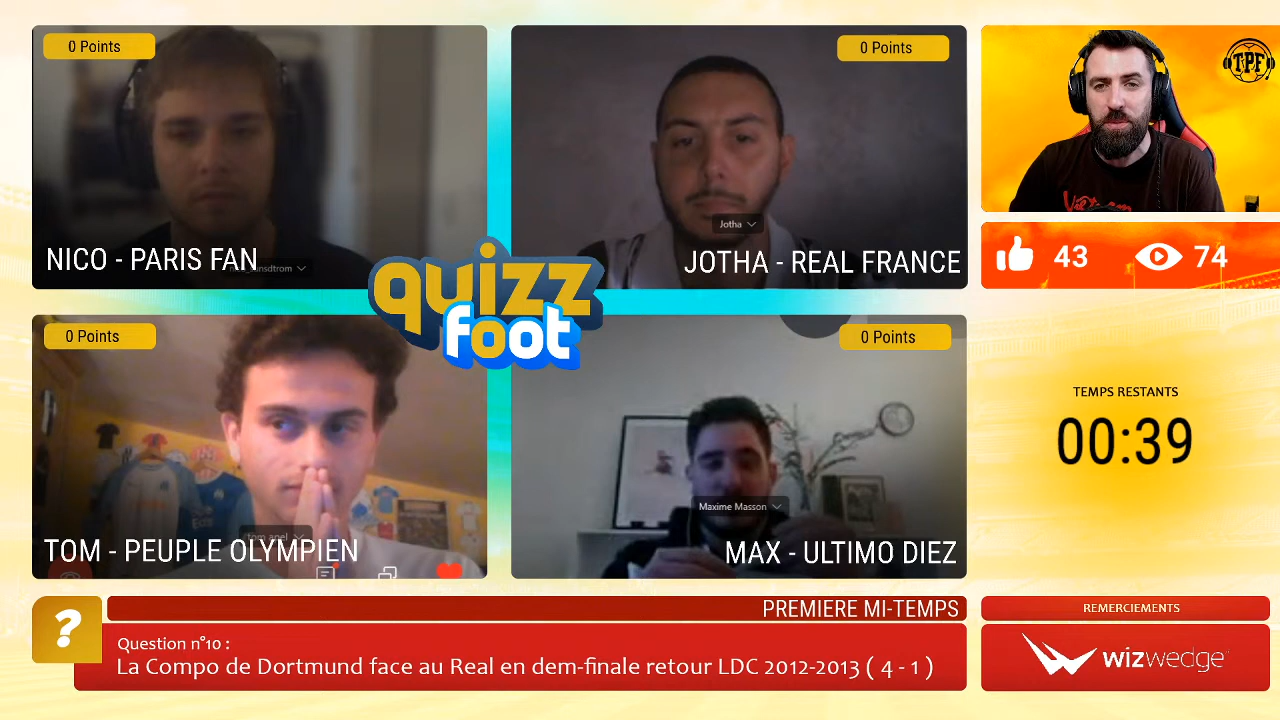 0 Points
0 Points
TPF
Jotha
NICO - PARIS FAN
JOTHA - REAL FRANCE
43
74
quizz
foot
0 Points
0 Points
TEMPS RESTANTS
00:39
Maxime Masson
TOM - PEUPLE OLYMPIEN
MAX - ULTIMO DIEZ
PREMIERE MI-TEMPS
REMERCIEMENTS
?
Question n°10 :
La Compo de Dortmund face au Real en dem-finale retour LDC 2012-2013 ( 4 - 1 )
wizwedge